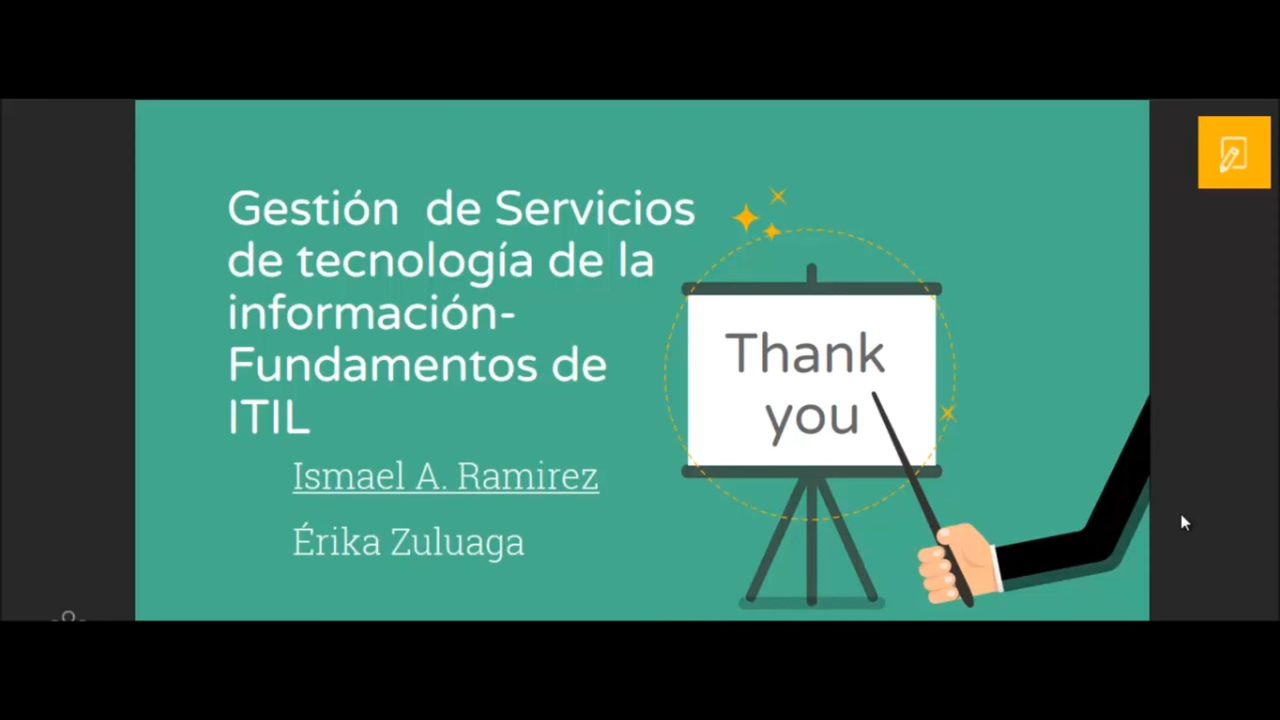 Gestión de Servicios
de tecnología de la
información-
Fundamentos de
ITIL
Ismael A. Ramirez
Érika Zuluaga
Thank
you